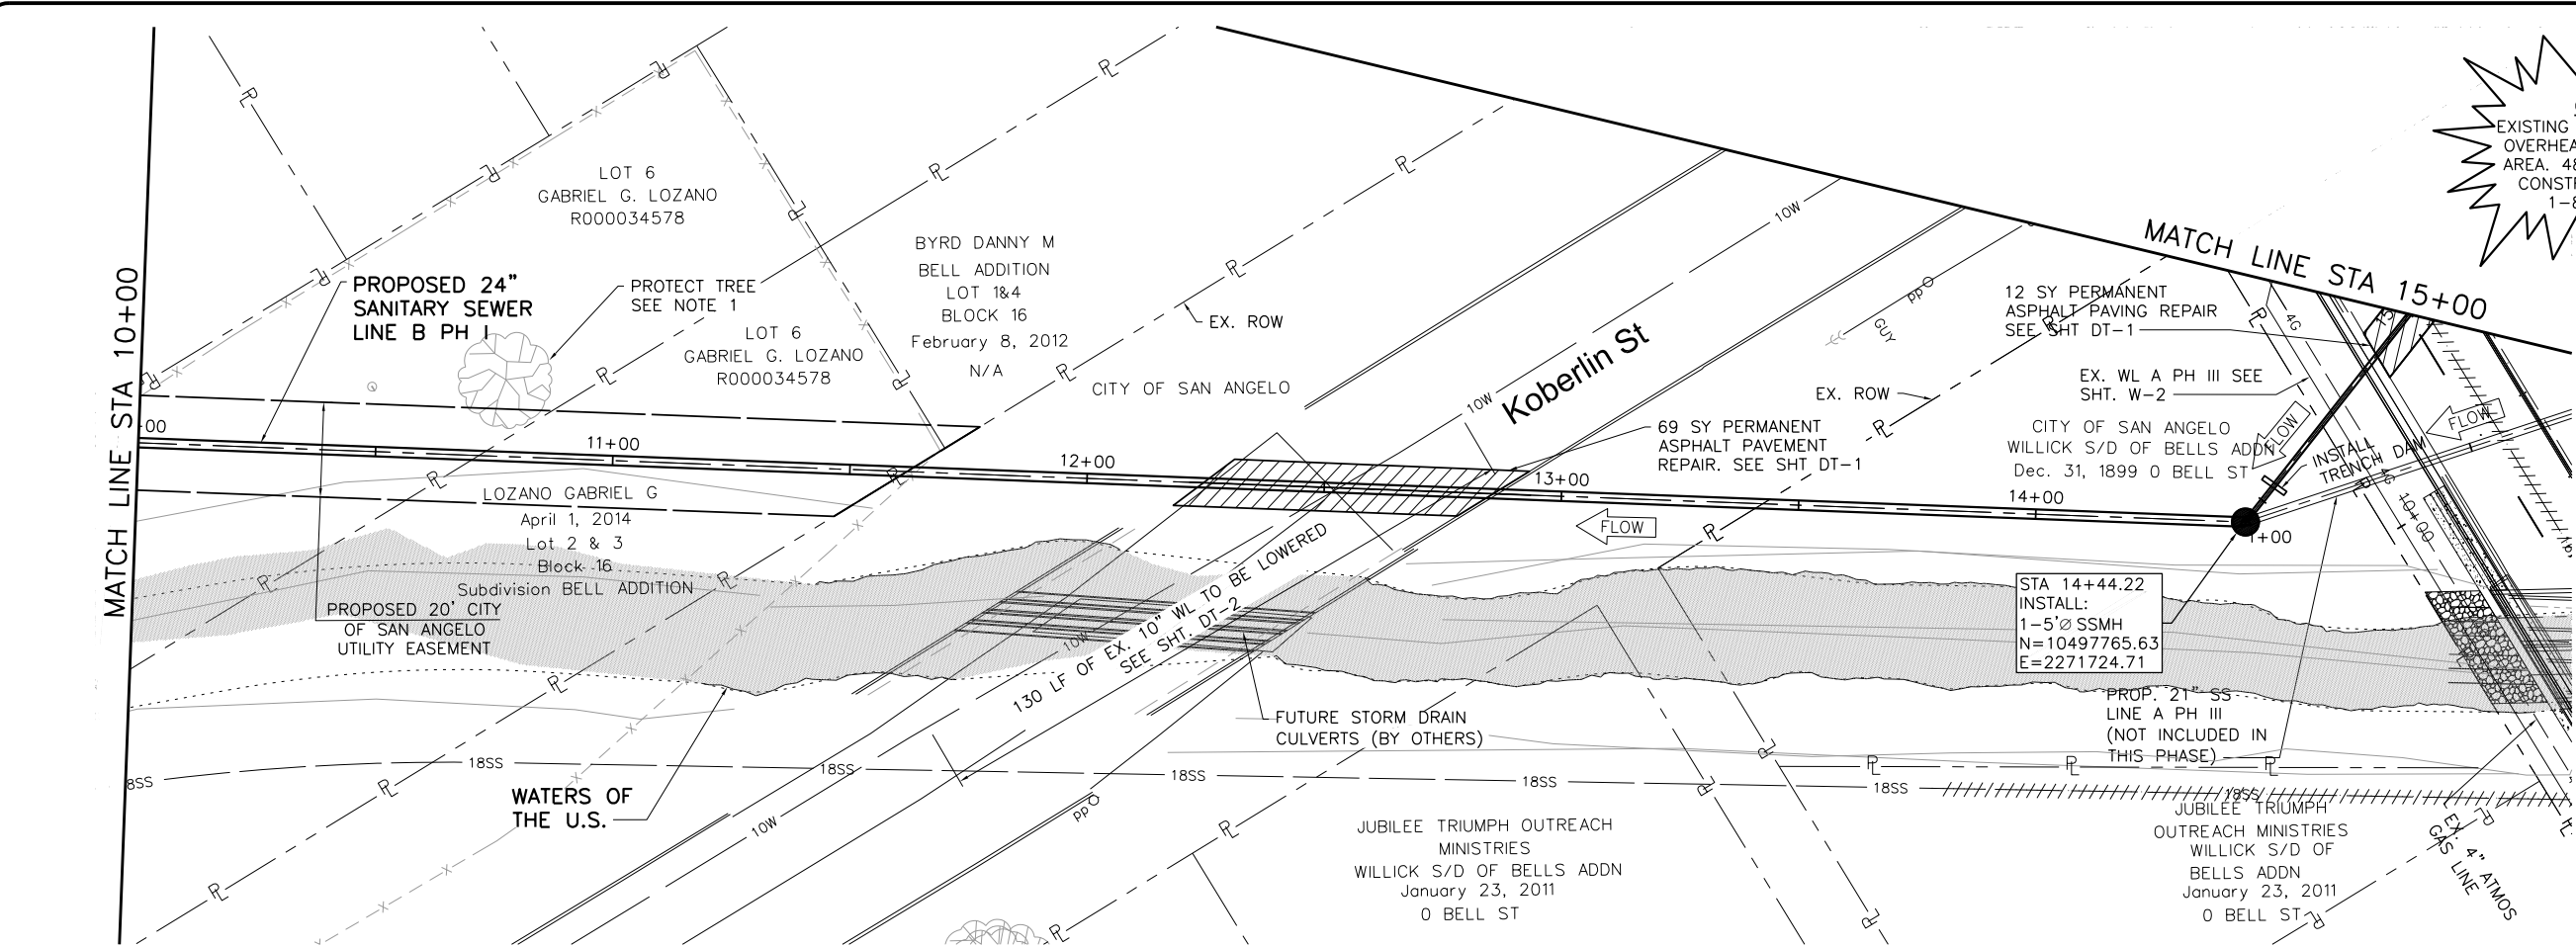 MATCH LINE STA 10+00
LOT 6
GABRIEL G. LOZANO
R000034578
PROPOSED 24"
SANITARY SEWER
LINE B PH I
PROTECT TREE
SEE NOTE 1
LOT 6
GABRIEL G. LOZANO
R000034578
BYRD DANNY M
BELL ADDITION
LOT 1&4
BLOCK 16
February 8, 2012
N/A
EX. ROW
CITY OF SAN ANGELO
Koberlin St
10W
10W
PP
GUY
MATCH LINE STA 15+00
EXISTING
AREA. 48
12 SY PERMANENT
ASPHALT PAVING REPAIR
SEE SHT DT-1
EX. WL A PH III SEE
SHT. W-2
EX. ROW
4G
CITY OF SAN ANGELO
WILLICK S/D OF BELLS ADDN
Dec. 31, 1899 0 BELL ST
FLOW
FLOW
INSTALL
TRENCH DAM
69 SY PERMANENT
ASPHALT PAVEMENT
REPAIR. SEE SHT DT-1
00
11+00
12+00
13+00
14+00
1+00
4G
10+00
FLOW
LOZANO GABRIEL G
April 1, 2014
Lot 2 & 3
Block 16
Subdivision BELL ADDITION
PROPOSED 20' CITY
OF SAN ANGELO
UTILITY EASEMENT
10W
130 LF OF EX. 10" WL TO BE LOWERED
SEE SHT. DT-2
STA 14+44.22
INSTALL:
1-5'Ø SSMH
N=10497765.63
E=2271724.71
PROP. 21" SS
LINE A PH III
(NOT INCLUDED IN
THIS PHASE)
FUTURE STORM DRAIN
CULVERTS (BY OTHERS)
8SS
18SS
18SS
18SS
18SS
18SS
18SS
WATERS OF
THE U.S.
10W
PP
JUBILEE TRIUMPH OUTREACH
MINISTRIES
WILLICK S/D OF BELLS ADDN
January 23, 2011
0 BELL ST
JUBILEE TRIUMPH
OUTREACH MINISTRIES
WILLICK S/D OF
BELLS ADDN
January 23, 2011
0 BELL ST
EX. 4" ATMOS
GAS LINE